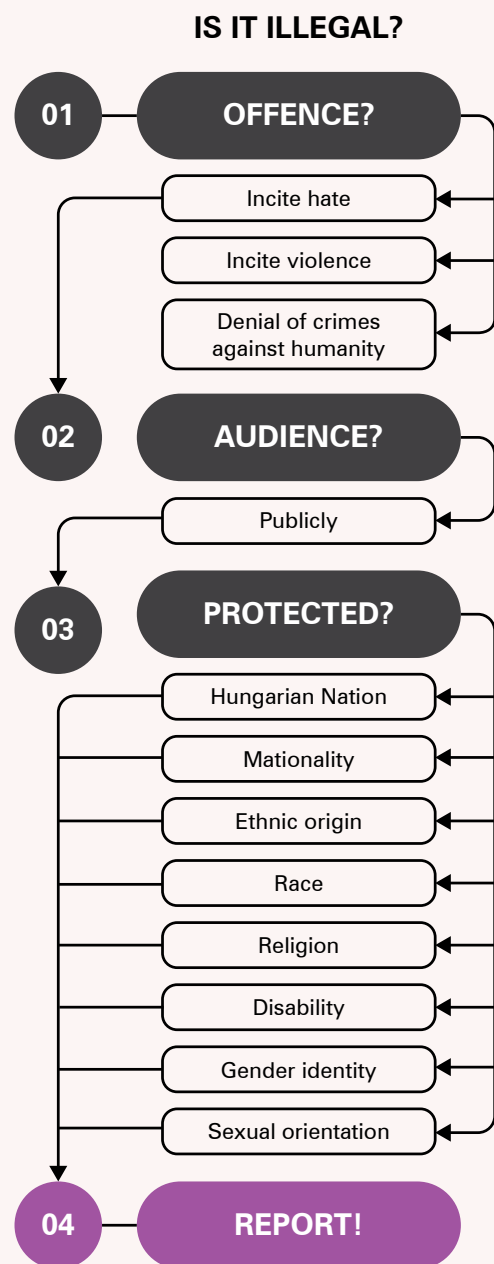 IS IT ILLEGAL?
01
OFFENCE?
Incite hate
Incite violence
Denial of crimes
against humanity
02
AUDIENCE?
Publicly
03
PROTECTED?
Hungarian Nation
Mationality
Ethnic origin
Race
Religion
Disability
Gender identity
Sexual orientation
04
REPORT!